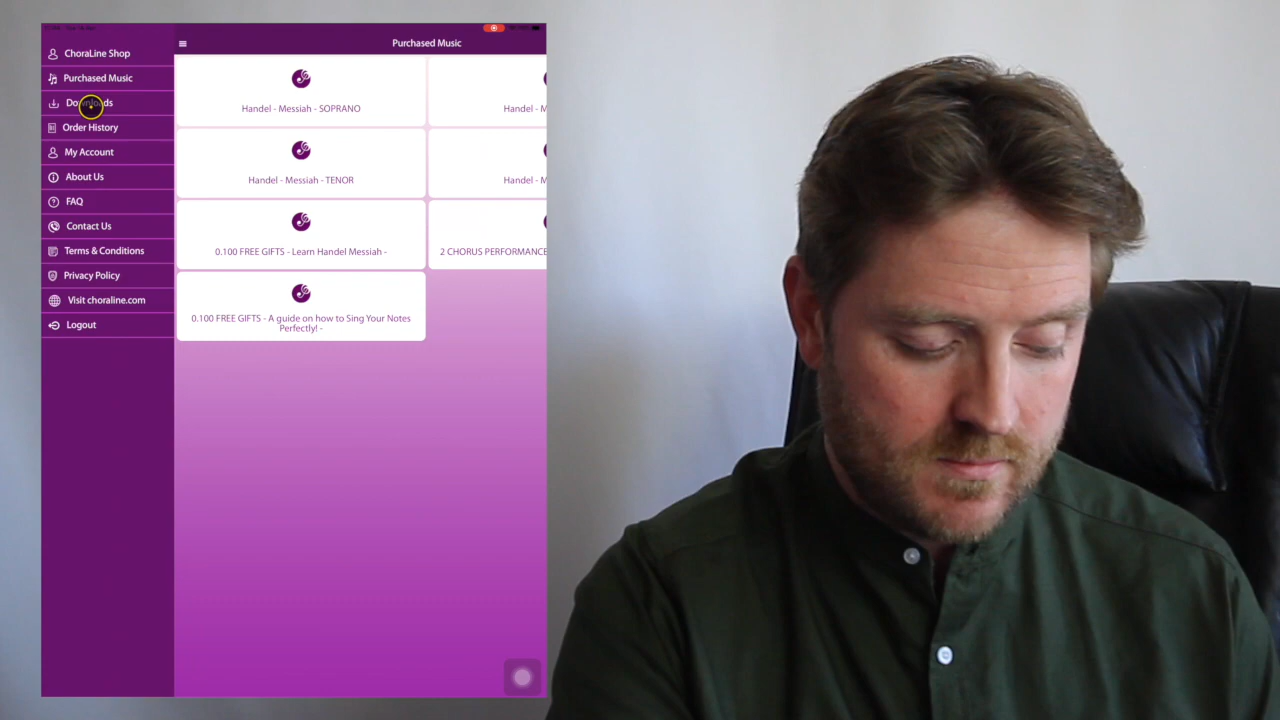 Purchased Music
ChoraLine Shop
Purchased Music
Downloads
Order History
My Account
About Us
FAQ
Contact Us
Terms & Conditions
Privacy Policy
Visit choraline.com
Logout
Handel - Messiah - SOPRANO
Handel - M
Handel - Messiah - TENOR
Handel - M
0.100 FREE GIFTS - Learn Handel Messiah -
2 CHORUS PERFORMANCE
0.100 FREE GIFTS - A guide on how to Sing Your Notes
Perfectly! -